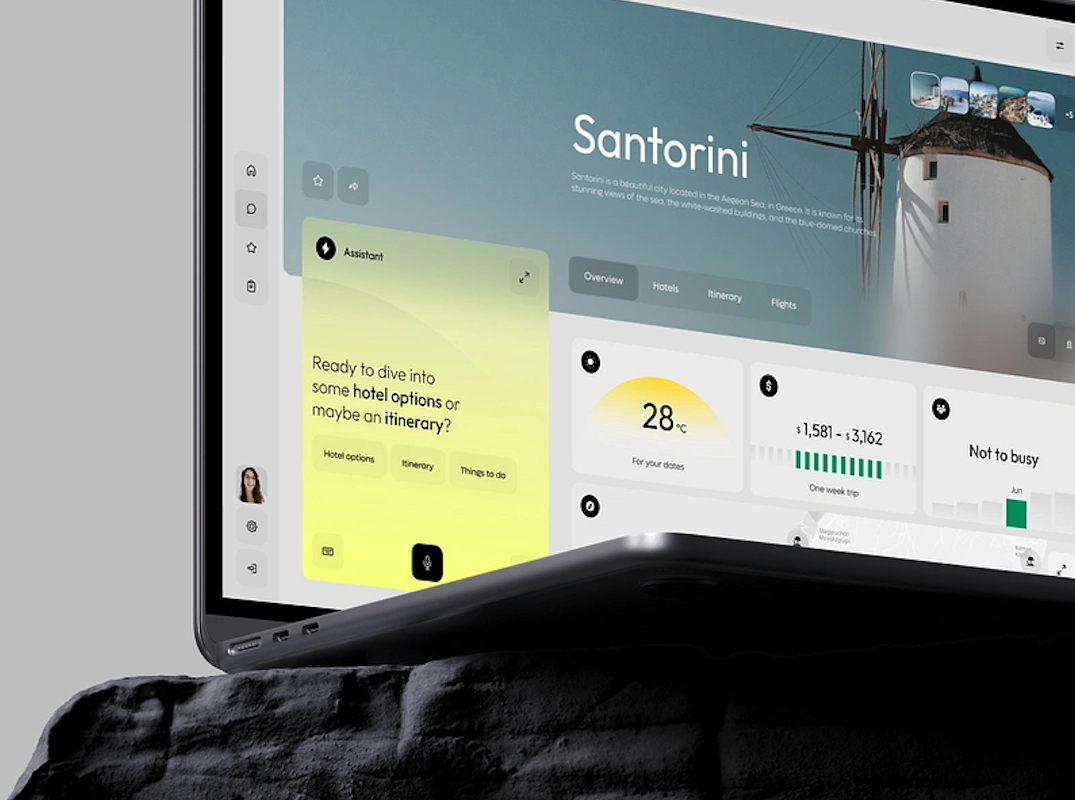 +5
Santorini
Santorini is a beautiful city located in the Aegean Sea, in Greece. It is known for its
stunning views of the sea, the white-washed buildings, and the blue-domed churches.
Assistant
Overview
Hotels
Itinerary
Flights
Ready to dive into
some hotel options or
maybe an itinerary?
Hotel options
Itinerary
Things to do
28 °C
For your dates
$
$ 1,581 - $ 3,162
One week trip
Not to busy
Jun
Megalochori